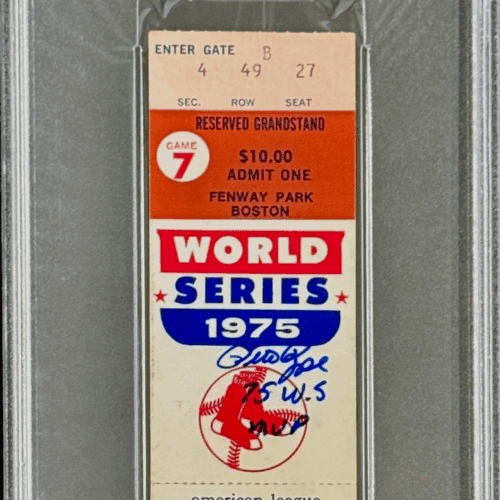 ENTER GATE B
4 49 27
SEC. ROW SEAT
RESERVED GRANDSTAND
GAME
7
$10.00
ADMIT ONE
FENWAY PARK
BOSTON
WORLD
SERIES
1975
Pete Rose
75 W.S
MVP
american league